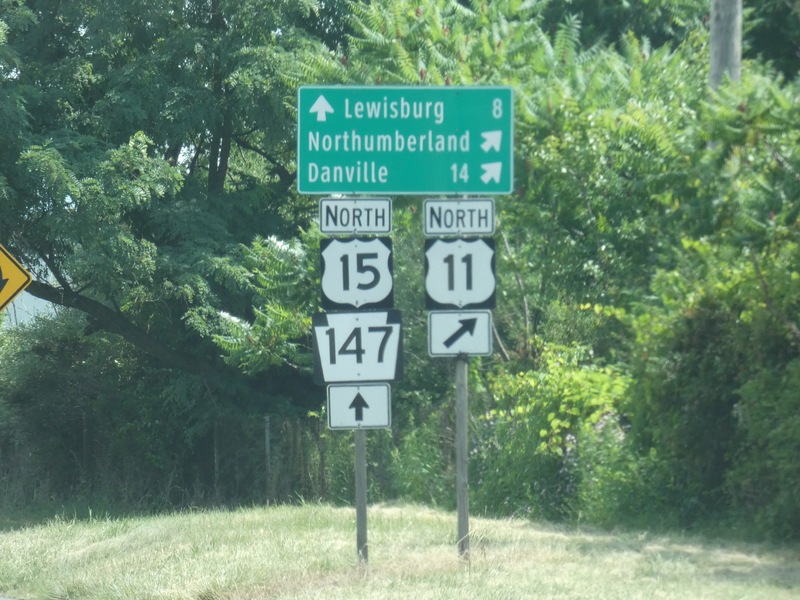 Lewisburg 8
Northumberland
Danville 14
NORTH
15
147
NORTH
11